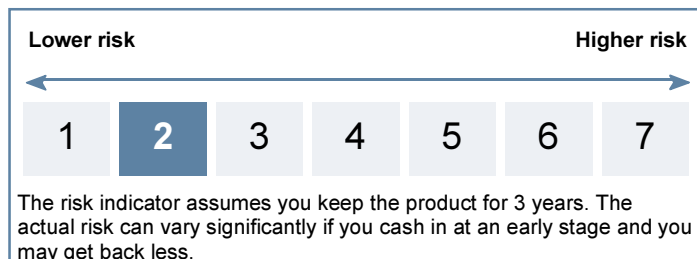 Lower risk Higher risk
1 2 3 4 5 6 7
The risk indicator assumes you keep the product for 3 years. The
actual risk can vary significantly if you cash in at an early stage and you
may get back less.